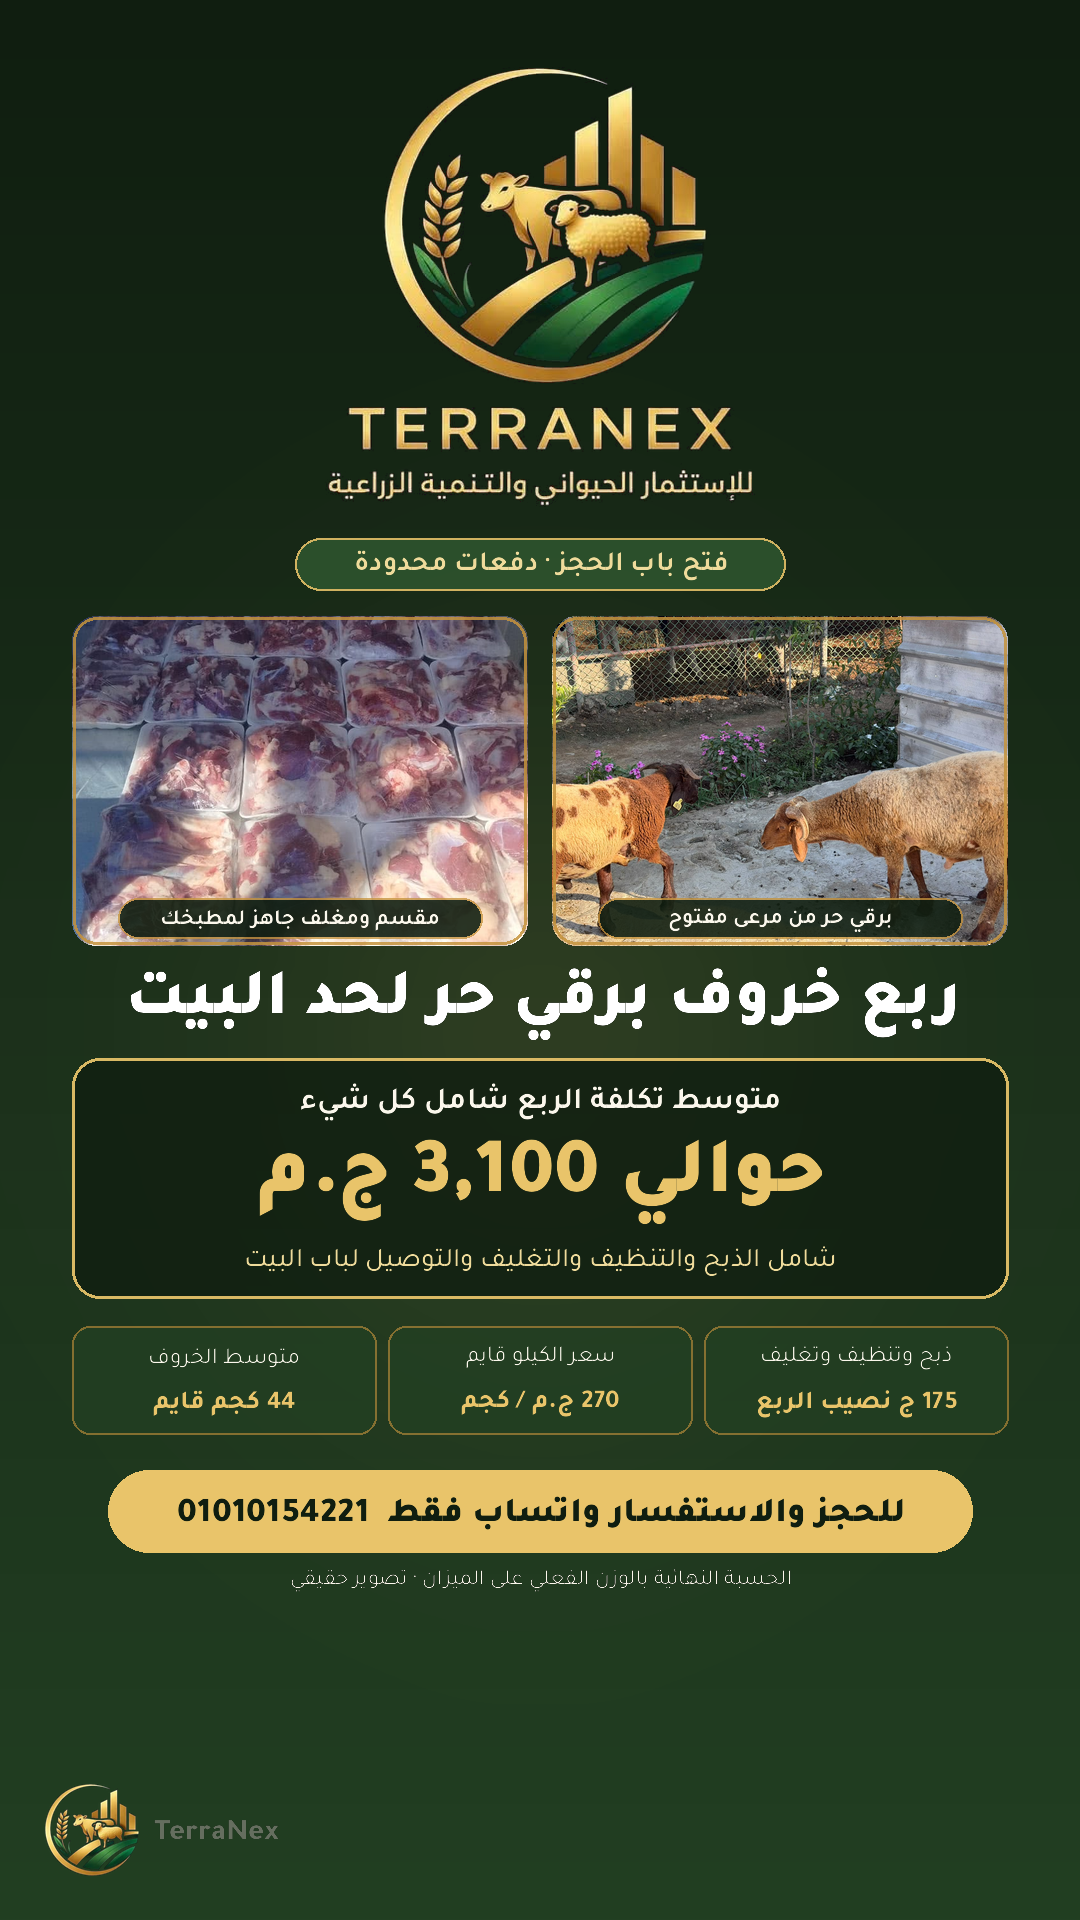 TERRANEX
للإستثمار الحيواني والتنمية الزراعية
فتح باب الحجز · دفعات محدودة
برقي حر من مرعى مفتوح
مقسم ومغلف جاهز لمطبخك
ربع خروف برقي حر لحد البيت
متوسط تكلفة الربع شامل كل شيء
حوالي 3,100 ج.م
شامل الذبح والتنظيف والتغليف والتوصيل لباب البيت
ذبح وتنظيف وتغليف
175 ج نصيب الربع
سعر الكيلو قايم
270 ج.م / كجم
متوسط الخروف
44 كجم قايم
للحجز والاستفسار واتساب فقط 01010154221
الحسبة النهائية بالوزن الفعلي على الميزان · تصوير حقيقي
TerraNex